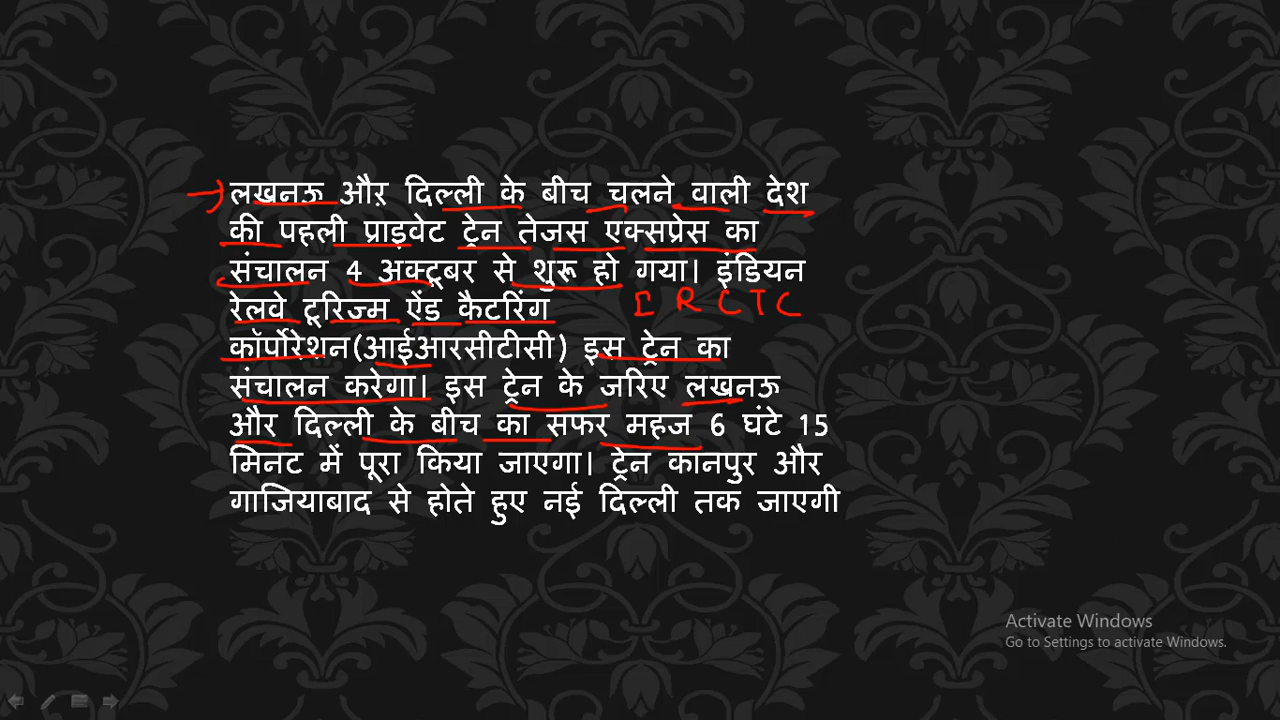 लखनऊ और दिल्ली के बीच चलने वाली देश
की पहली प्राइवेट ट्रेन तेजस एक्सप्रेस का
संचालन 4 अक्टूबर से शुरू हो गया। इंडियन
रेलवे टूरिज्म ऐंड कैटरिंग I R C T C
कॉर्पोरेशन(आईआरसीटीसी) इस ट्रेन का
संचालन करेगा। इस ट्रेन के जरिए लखनऊ
और दिल्ली के बीच का सफर महज 6 घंटे 15
मिनट में पूरा किया जाएगा। ट्रेन कानपुर और
गाजियाबाद से होते हुए नई दिल्ली तक जाएगी
Activate Windows
Go to Settings to activate Windows.